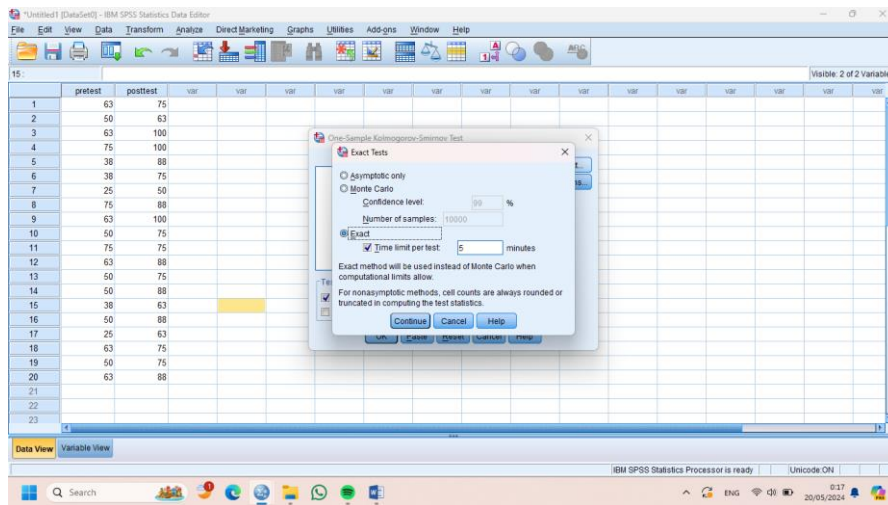 *Untitled1 [DataSet0] - IBM SPSS Statistics Data Editor
File Edit View Data Transform Analyze Direct Marketing Graphs Utilities Add-ons Window Help
15 :
Visible: 2 of 2 Variable
pretest posttest var var var var var var var var var var var var var var
1 63 75
2 50 63
3 63 100
4 75 100
5 38 88
6 38 75
7 25 50
8 75 88
9 63 100
10 50 75
11 75 75
12 63 88
13 50 75
14 50 88
15 38 63
16 50 88
17 25 63
18 63 75
19 50 75
20 63 88
21
22
23
One-Sample Kolmogorov-Smirnov Test
Exact Tests
Asymptotic only
Monte Carlo
Confidence level: 99 %
Number of samples: 10000
Exact
Time limit per test: 5 minutes
Exact method will be used instead of Monte Carlo when
computational limits allow.
For nonasymptotic methods, cell counts are always rounded or
truncated in computing the test statistics.
Continue Cancel Help
OK Paste Reset Cancel Help
Data View Variable View
IBM SPSS Statistics Processor is ready Unicode:ON
Search ENG 0:17
20/05/2024